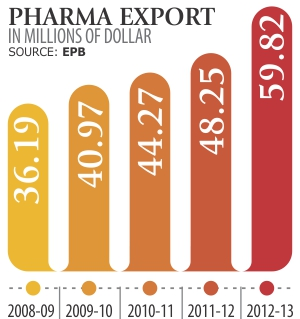 PHARMA EXPORT
IN MILLIONS OF DOLLAR
SOURCE: EPB
36.19
40.97
44.27
48.25
59.82
2008-09 2009-10 2010-11 2011-12 2012-13